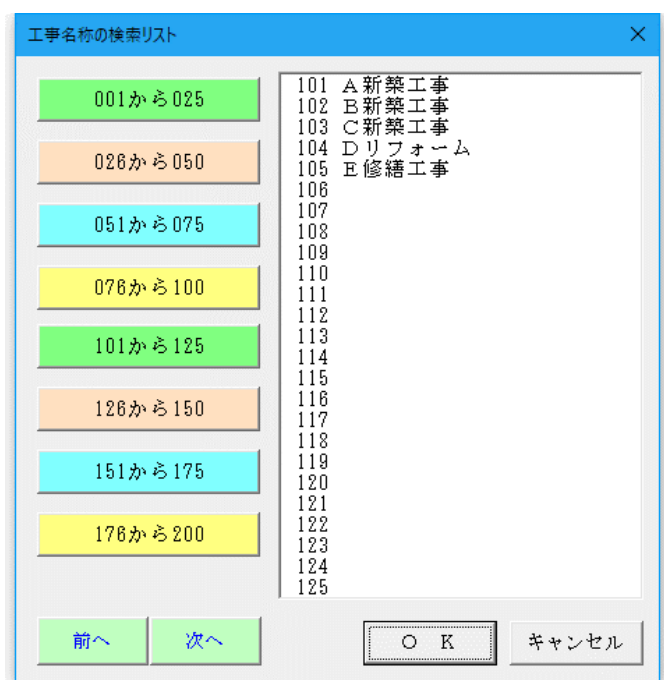 工事名称の検索リスト
001から025
026から050
051から075
076から100
101から125
126から150
151から175
176から200
101 A新築工事
102 B新築工事
103 C新築工事
104 Dリフォーム
105 E修繕工事
106
107
108
109
110
111
112
113
114
115
116
117
118
119
120
121
122
123
124
125
前へ
次へ
O K
キャンセル